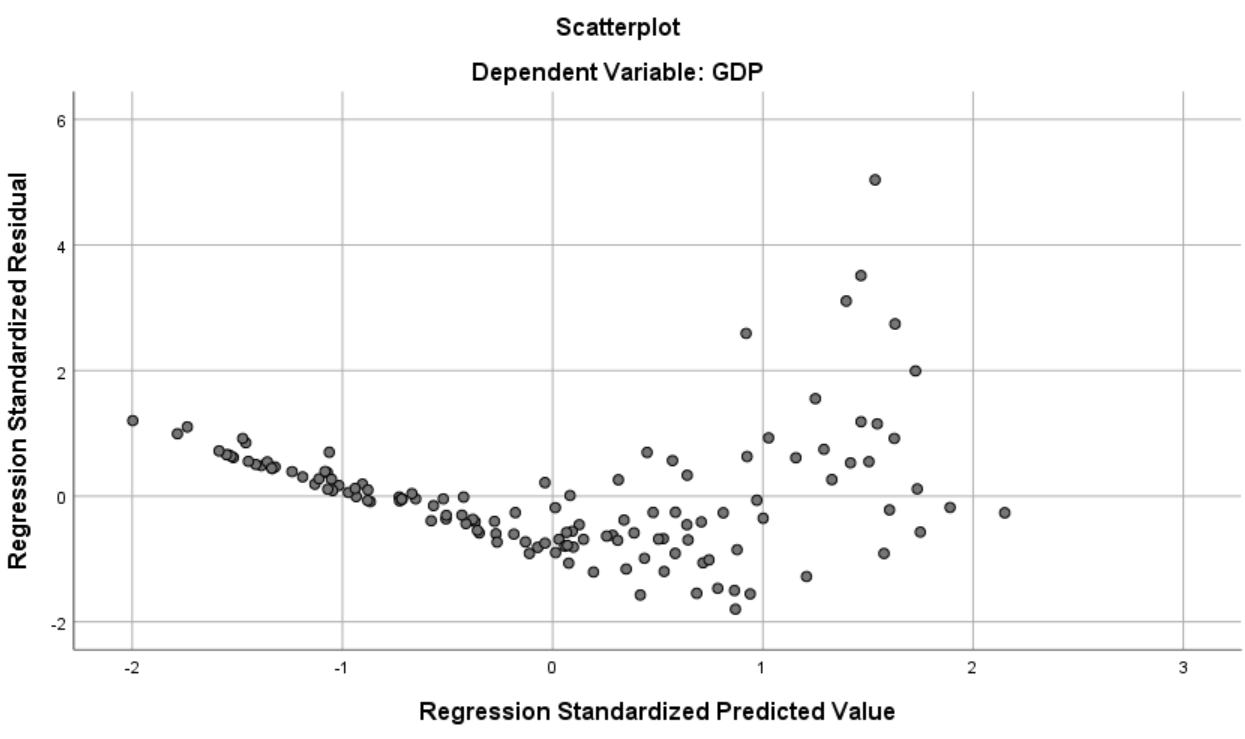 Scatterplot
Dependent Variable: GDP
Regression Standardized Residual
6
4
2
0
-2
-2
-1
0
1
2
3
Regression Standardized Predicted Value